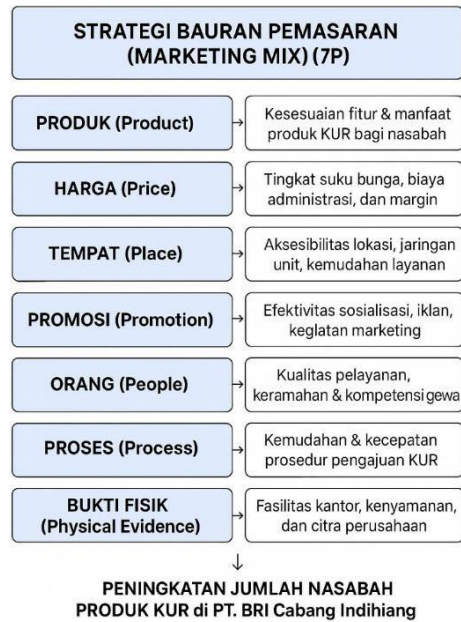 STRATEGI BAURAN PEMASARAN
(MARKETING MIX) (7P)
PRODUK (Product)
Kesesuaian fitur & manfaat
produk KUR bagi nasabah
HARGA (Price)
Tingkat suku bunga, biaya
administrasi, dan margin
TEMPAT (Place)
Aksesibilitas lokasi, jaringan
unit, kemudahan layanan
PROMOSI (Promotion)
Efektivitas sosialisasi, iklan,
keglatan marketing
ORANG (People)
Kualitas pelayanan,
keramahan & kompetensigewa
PROSES (Process)
Kemudahan & kecepatan
prosedur pengajuan KUR
BUKTI FISIK
(Physical Evidence)
Fasilitas kantor, kenyamanan,
dan citra perusahaan
PENINGKATAN JUMLAH NASABAH
PRODUK KUR di PT. BRI Cabang Indihiang